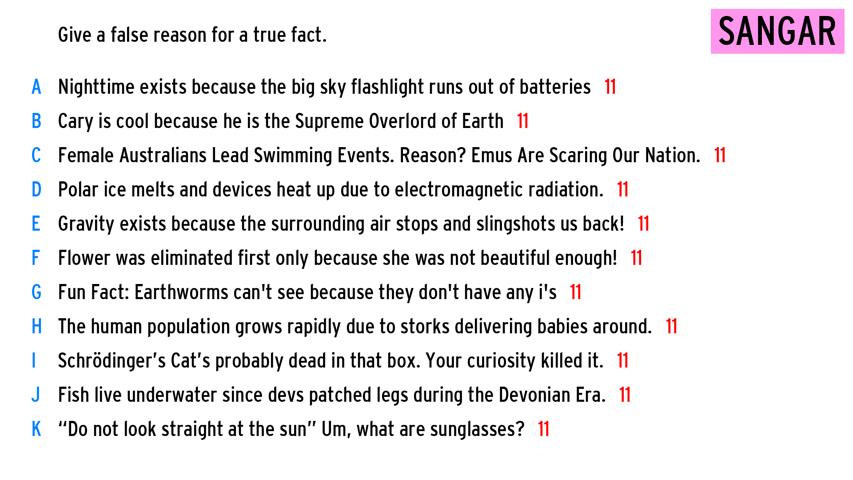 Give a false reason for a true fact.
SANGAR
A Nighttime exists because the big sky flashlight runs out of batteries 11
B Cary is cool because he is the Supreme Overlord of Earth 11
C Female Australians Lead Swimming Events. Reason? Emus Are Scaring Our Nation. 11
D Polar ice melts and devices heat up due to electromagnetic radiation. 11
E Gravity exists because the surrounding air stops and slingshots us back! 11
F Flower was eliminated first only because she was not beautiful enough! 11
G Fun Fact: Earthworms can't see because they don't have any i's 11
H The human population grows rapidly due to storks delivering babies around. 11
I Schrödinger’s Cat’s probably dead in that box. Your curiosity killed it. 11
J Fish live underwater since devs patched legs during the Devonian Era. 11
K “Do not look straight at the sun” Um, what are sunglasses? 11